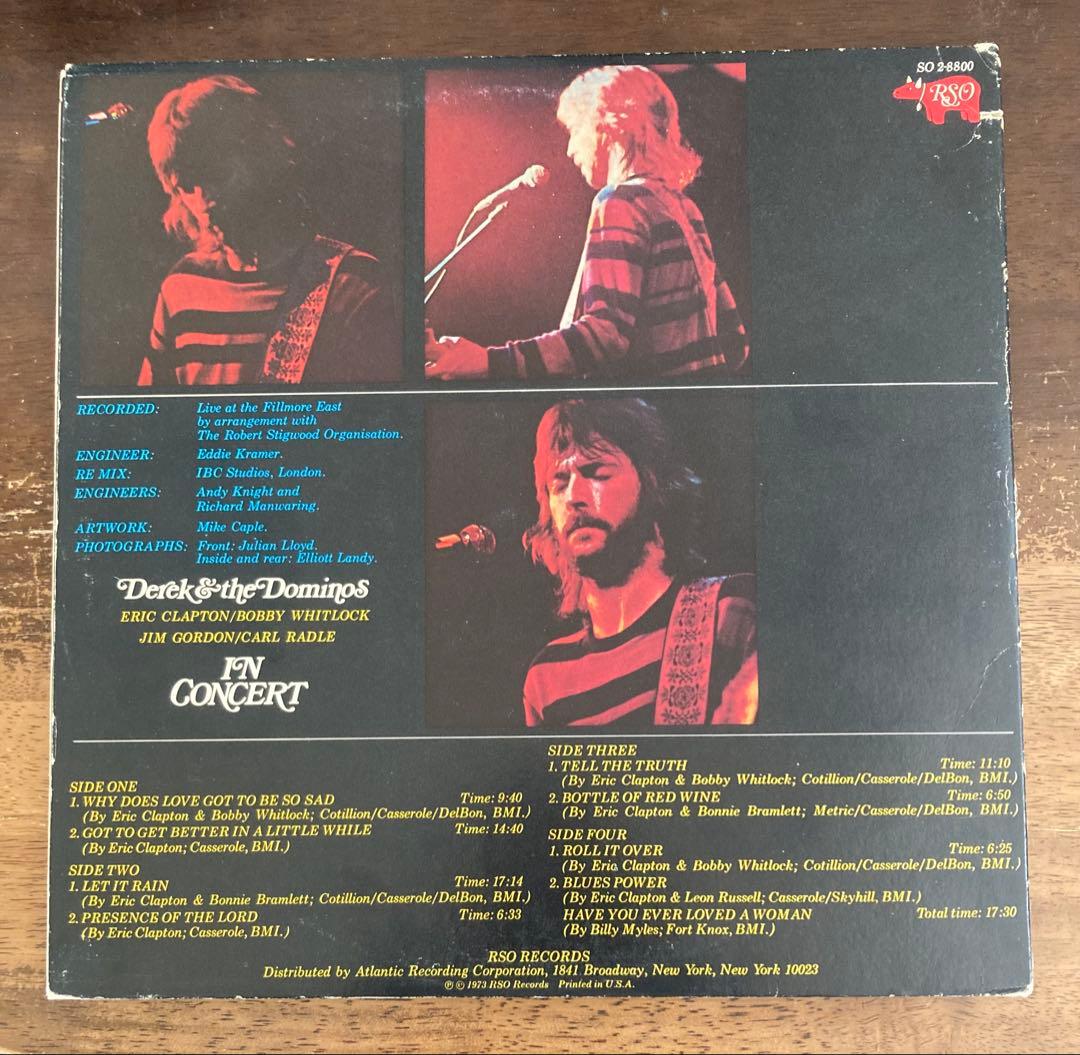 SO 2-8800
RSO
RECORDED: Live at the Fillmore East
by arrangement with
The Robert Stigwood Organisation.
ENGINEER: Eddie Kramer.
RE MIX: IBC Studios, London.
ENGINEERS: Andy Knight and
Richard Manwaring.
ARTWORK: Mike Caple.
PHOTOGRAPHS: Front: Julian Lloyd.
Inside and rear: Elliott Landy.
Derek & the Dominos
ERIC CLAPTON/BOBBY WHITLOCK
JIM GORDON/CARL RADLE
IN
CONCERT
SIDE ONE
1. WHY DOES LOVE GOT TO BE SO SAD Time: 9:40
(By Eric Clapton & Bobby Whitlock; Cotillion/Casserole/DelBon, BMI.)
2. GOT TO GET BETTER IN A LITTLE WHILE Time: 14:40
(By Eric Clapton; Casserole, BMI.)
SIDE TWO
1. LET IT RAIN Time: 17:14
(By Eric Clapton & Bonnie Bramlett; Cotillion/Casserole/DelBon, BMI.)
2. PRESENCE OF THE LORD Time: 6:33
(By Eric Clapton; Casserole, BMI.)
SIDE THREE
1. TELL THE TRUTH Time: 11:10
(By Eric Clapton & Bobby Whitlock; Cotillion/Casserole/DelBon, BMI.)
2. BOTTLE OF RED WINE Time: 6:50
(By Eric Clapton & Bonnie Bramlett; Metric/Casserole/DelBon, BMI.)
SIDE FOUR
1. ROLL IT OVER Time: 6:25
(By Eric Clapton & Bobby Whitlock; Cotillion/Casserole/DelBon, BMI.)
2. BLUES POWER
(By Eric Clapton & Leon Russell; Casserole/Skyhill, BMI.)
HAVE YOU EVER LOVED A WOMAN Total time: 17:30
(By Billy Myles; Fort Knox, BMI.)
RSO RECORDS
Distributed by Atlantic Recording Corporation, 1841 Broadway, New York, New York 10023
℗ © 1973 RSO Records Printed in U.S.A.